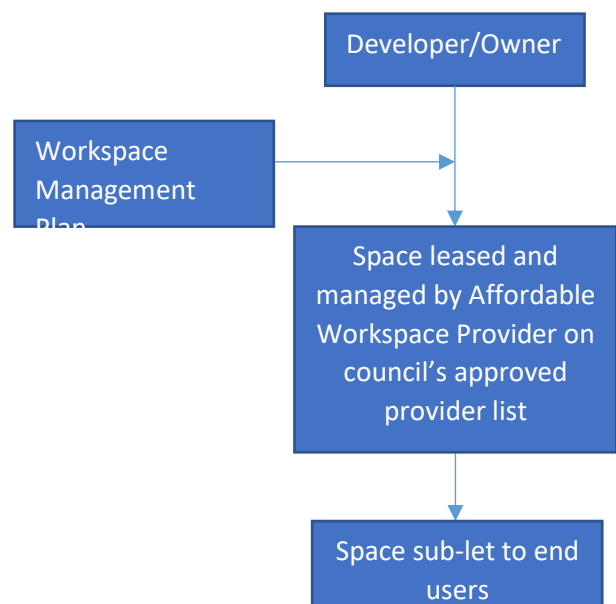 Developer/Owner
Workspace
Management
Plan
Space leased and
managed by Affordable
Workspace Provider on
council’s approved
provider list
Space sub-let to end
users